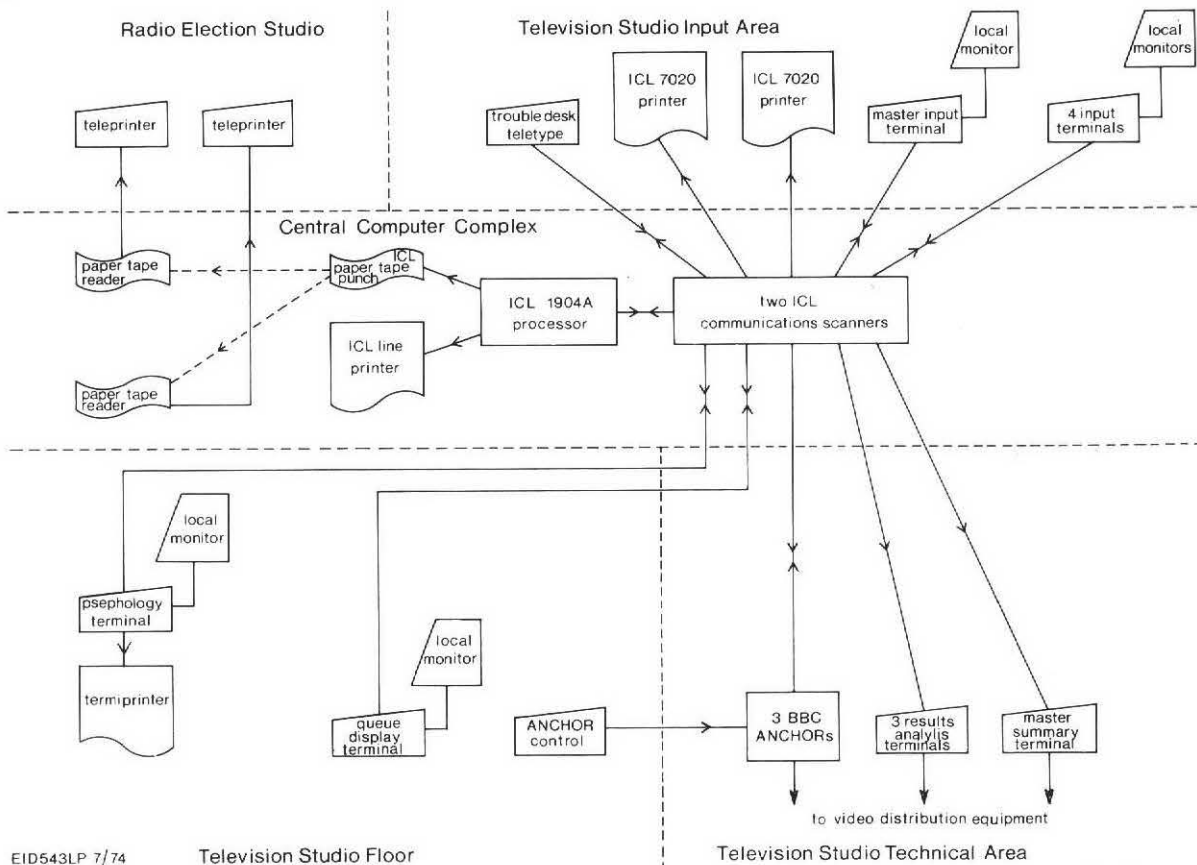 Radio Election Studio
Television Studio Input Area
local
monitor
local
monitors
ICL 7020
printer
ICL 7020
printer
teleprinter
teleprinter
trouble desk
teletype
master input
terminal
4 input
terminals
Central Computer Complex
paper tape
reader
ICL
paper tape
punch
ICL 1904A
processor
two ICL
communications scanners
ICL line
printer
paper tape
reader
local
monitor
psephology
terminal
termiprinter
local
monitor
queue
display
terminal
ANCHOR
control
3 BBC
ANCHORs
3 results
analylis
terminals
master
summary
terminal
to video distribution equipment
EID543LP 7/74
Television Studio Floor
Television Studio Technical Area